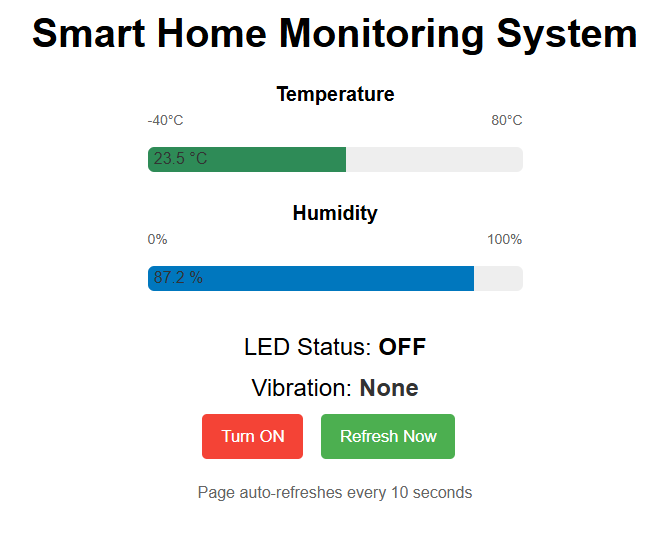 Smart Home Monitoring System
Temperature
-40°C 80°C
23.5 °C
Humidity
0% 100%
87.2 %
LED Status: OFF
Vibration: None
Turn ON Refresh Now
Page auto-refreshes every 10 seconds